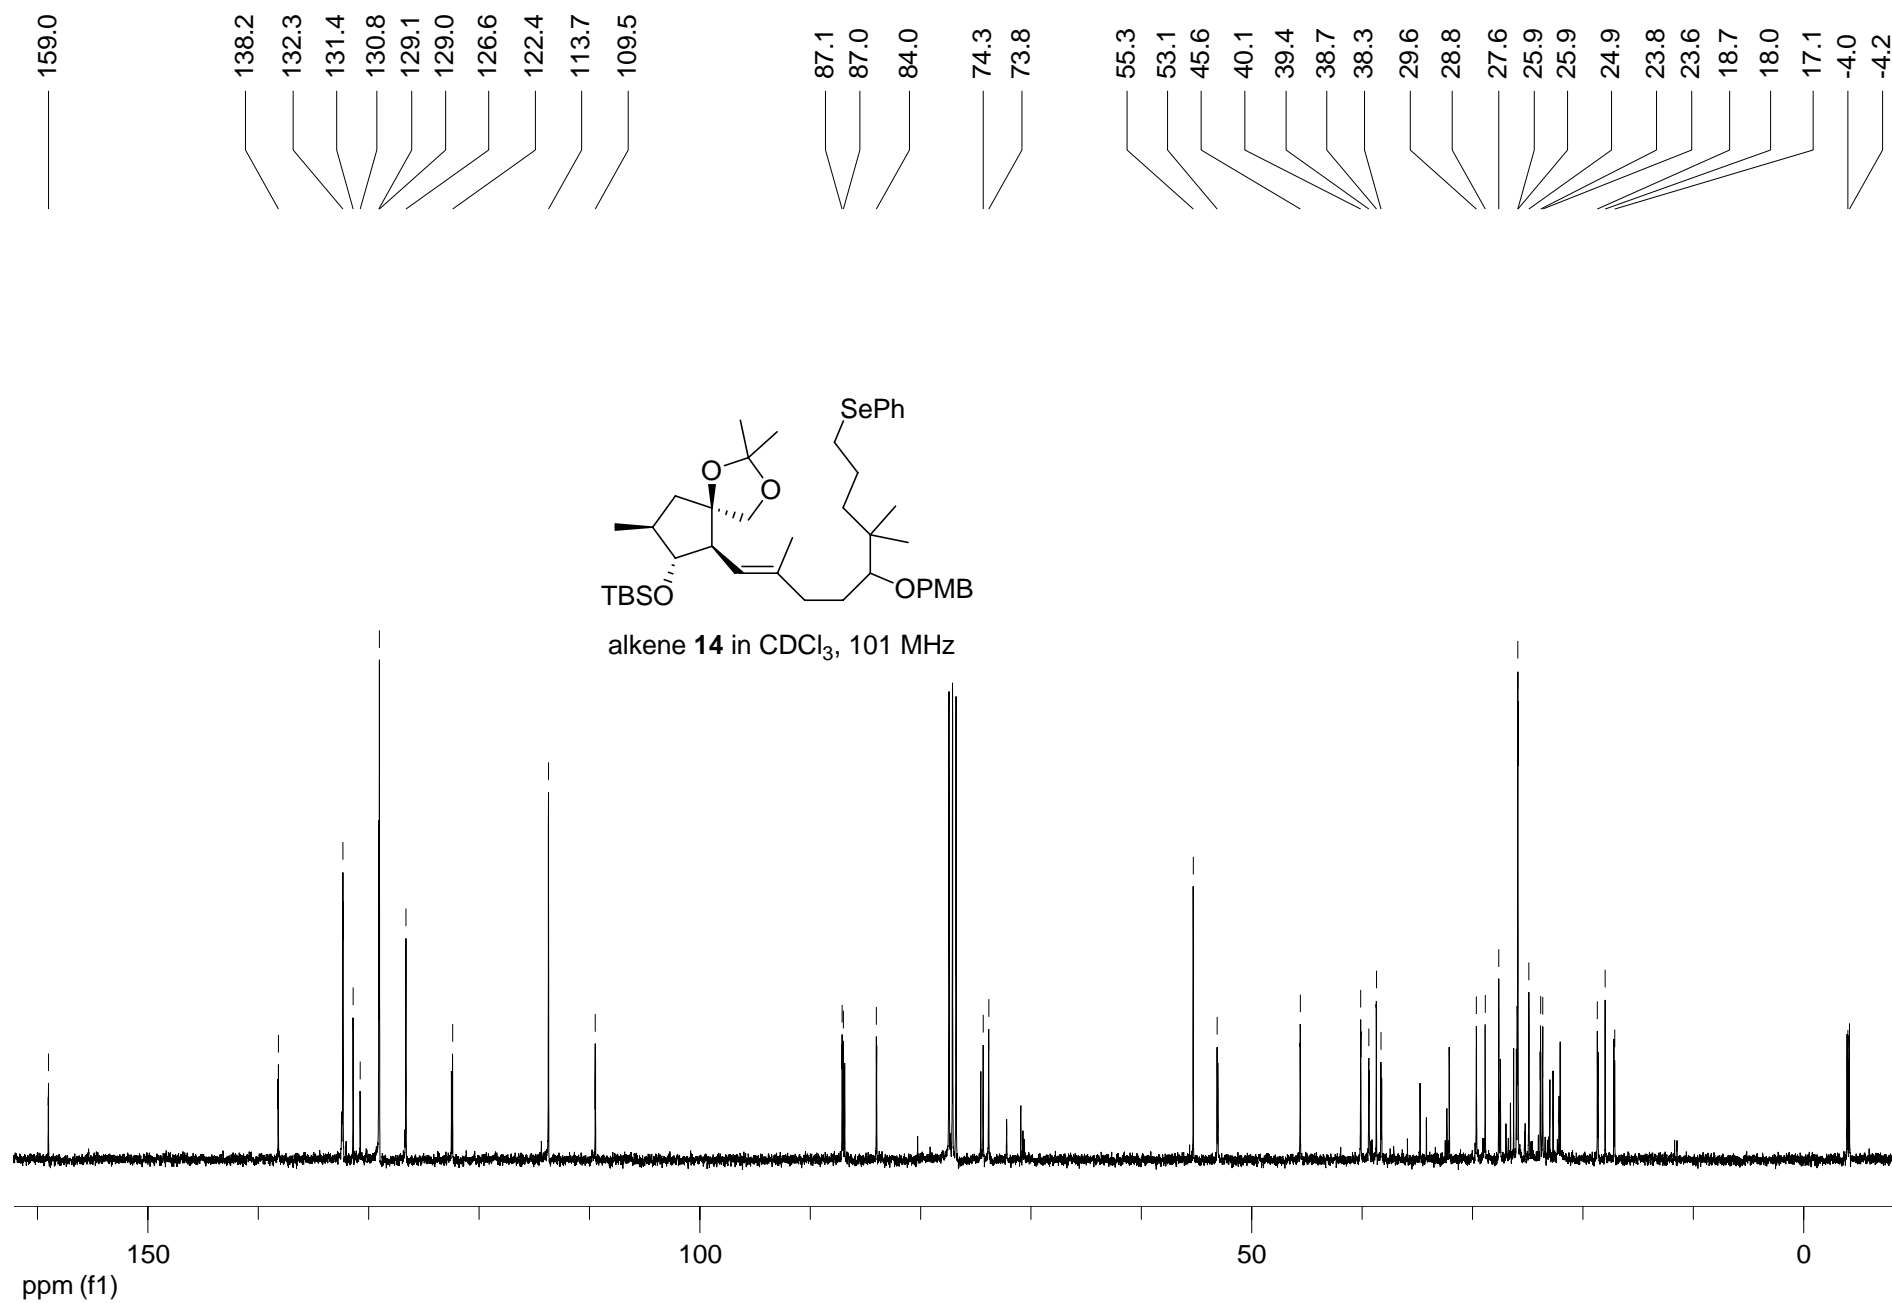 159.0 138.2 132.3 131.4 130.8 129.1 129.0 126.6 122.4 113.7 109.5 87.1 87.0 84.0 74.3 73.8 55.3 53.1 45.6 40.1 39.4 38.7 38.3 29.6 28.8 27.6 25.9 25.9 24.9 23.8 23.6 18.7 18.0 17.1 -4.0 -4.2
SePh
O
O
TBSO
OPMB
alkene 14 in CDCl3, 101 MHz
150 100 50 0
ppm (f1)